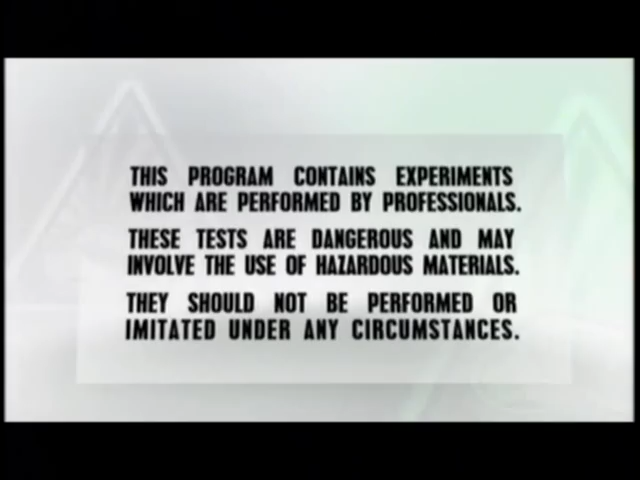 THIS PROGRAM CONTAINS EXPERIMENTS
WHICH ARE PERFORMED BY PROFESSIONALS.
THESE TESTS ARE DANGEROUS AND MAY
INVOLVE THE USE OF HAZARDOUS MATERIALS.
THEY SHOULD NOT BE PERFORMED OR
IMITATED UNDER ANY CIRCUMSTANCES.